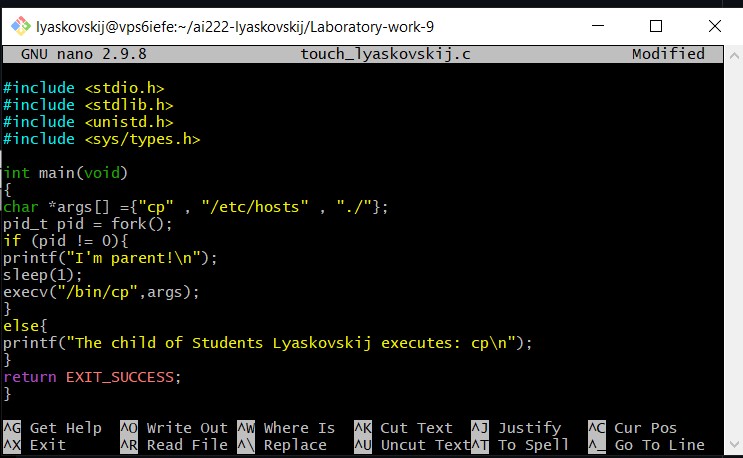 lyaskovskij@vps6iefe:~/ai222-lyaskovskij/Laboratory-work-9
GNU nano 2.9.8 touch_lyaskovskij.c Modified
#include <stdio.h>
#include <stdlib.h>
#include <unistd.h>
#include <sys/types.h>
int main(void)
{
char *args[] ={"cp" , "/etc/hosts" , "./"};
pid_t pid = fork();
if (pid != 0){
printf("I'm parent!\n");
sleep(1);
execv("/bin/cp",args);
}
else{
printf("The child of Students Lyaskovskij executes: cp\n");
}
return EXIT_SUCCESS;
}
^G Get Help ^O Write Out ^W Where Is ^K Cut Text ^J Justify ^C Cur Pos
^X Exit ^R Read File ^\ Replace ^U Uncut Text ^T To Spell ^_ Go To Line